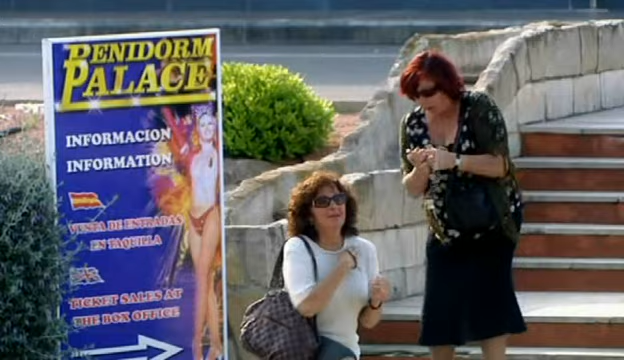 BENIDORM
PALACE
INFORMACION
INFORMATION
VENTA DE ENTRADAS
EN TAQUILLA
TICKET SALES AT
THE BOX OFFICE